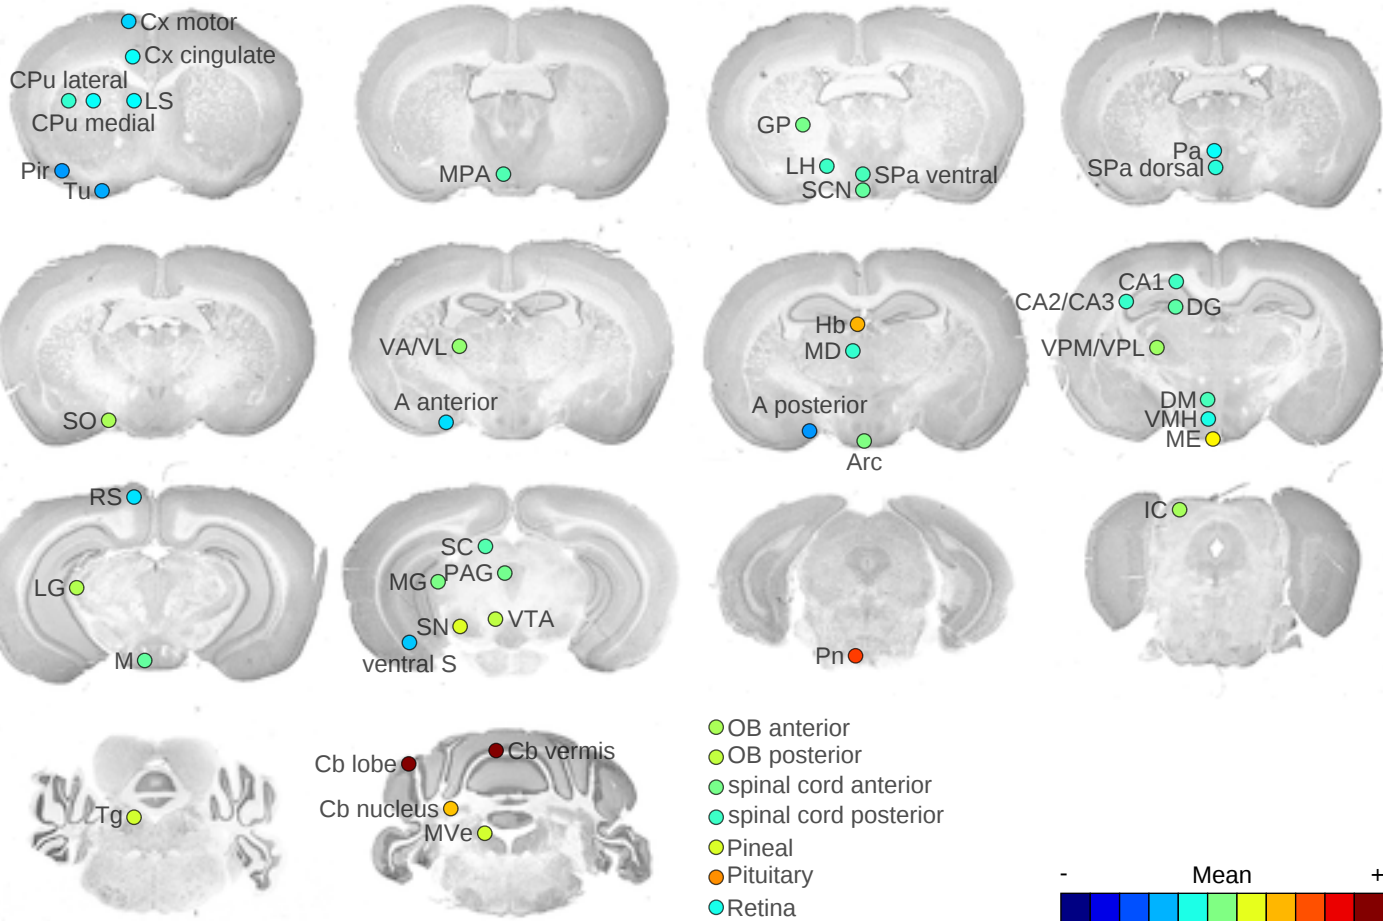 Cx motor
Cx cingulate
CPu lateral
LS
CPu medial
Pir
Tu
MPA
GP
LH
SPa ventral
SCN
Pa
SPa dorsal
SO
VA/VL
A anterior
Hb
MD
A posterior
Arc
CA1
CA2/CA3
DG
VPM/VPL
DM
VMH
ME
RS
LG
M
SC
MG
PAG
SN
VTA
ventral S
Pn
IC
Tg
Cb lobe
Cb vermis
Cb nucleus
MVe
OB anterior
OB posterior
spinal cord anterior
spinal cord posterior
Pineal
Pituitary
Retina
- Mean +